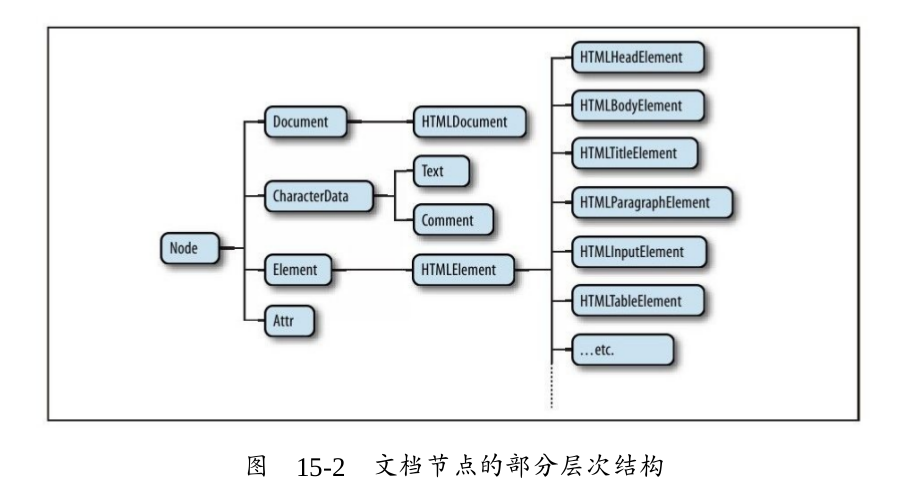 Node
Document
CharacterData
Element
Attr
HTMLDocument
Text
Comment
HTMLElement
HTMLHeadElement
HTMLBodyElement
HTMLTitleElement
HTMLParagraphElement
HTMLInputElement
HTMLTableElement
...etc.
图 15-2 文档节点的部分层次结构